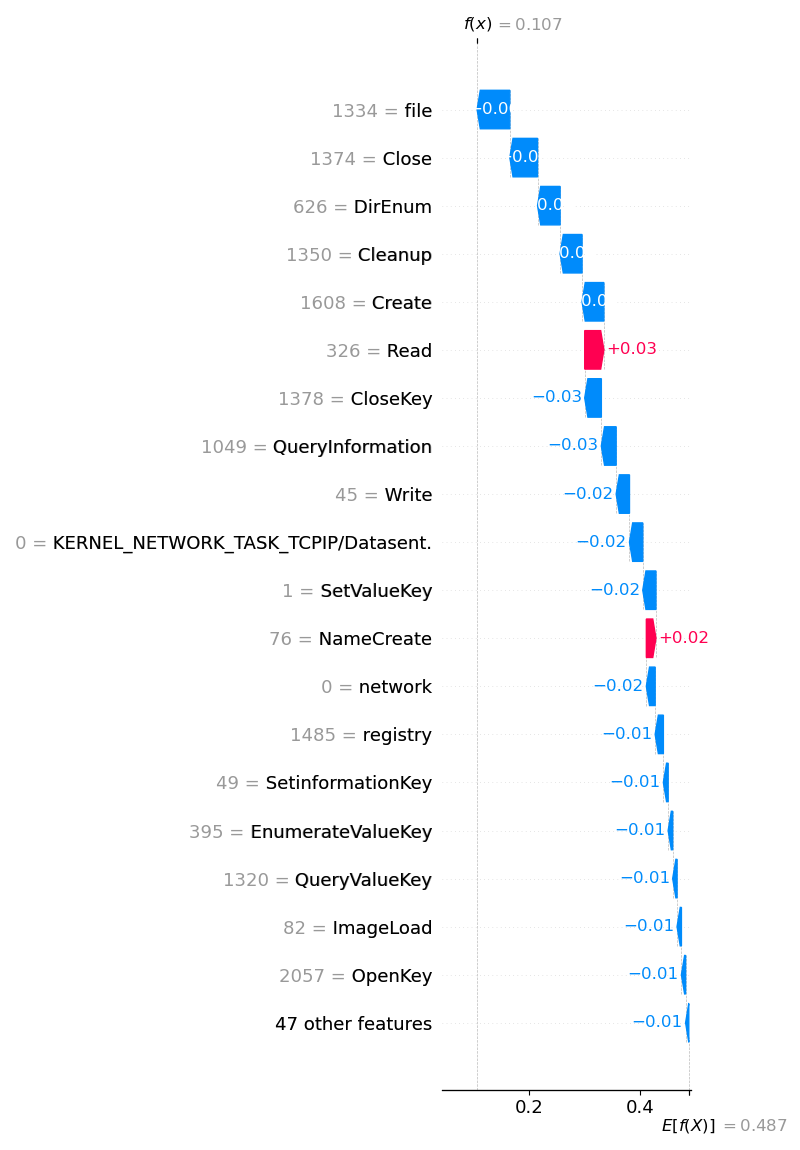 f(x) = 0.107
1334 = file
1374 = Close
626 = DirEnum
1350 = Cleanup
1608 = Create
326 = Read +0.03
1378 = CloseKey −0.03
1049 = QueryInformation −0.03
45 = Write −0.02
0 = KERNEL_NETWORK_TASK_TCPIP/Datasent. −0.02
1 = SetValueKey −0.02
76 = NameCreate +0.02
0 = network −0.02
1485 = registry −0.01
49 = SetinformationKey −0.01
395 = EnumerateValueKey −0.01
1320 = QueryValueKey −0.01
82 = ImageLoad −0.01
2057 = OpenKey −0.01
47 other features −0.01
0.2 0.4
E[f(X)] = 0.487